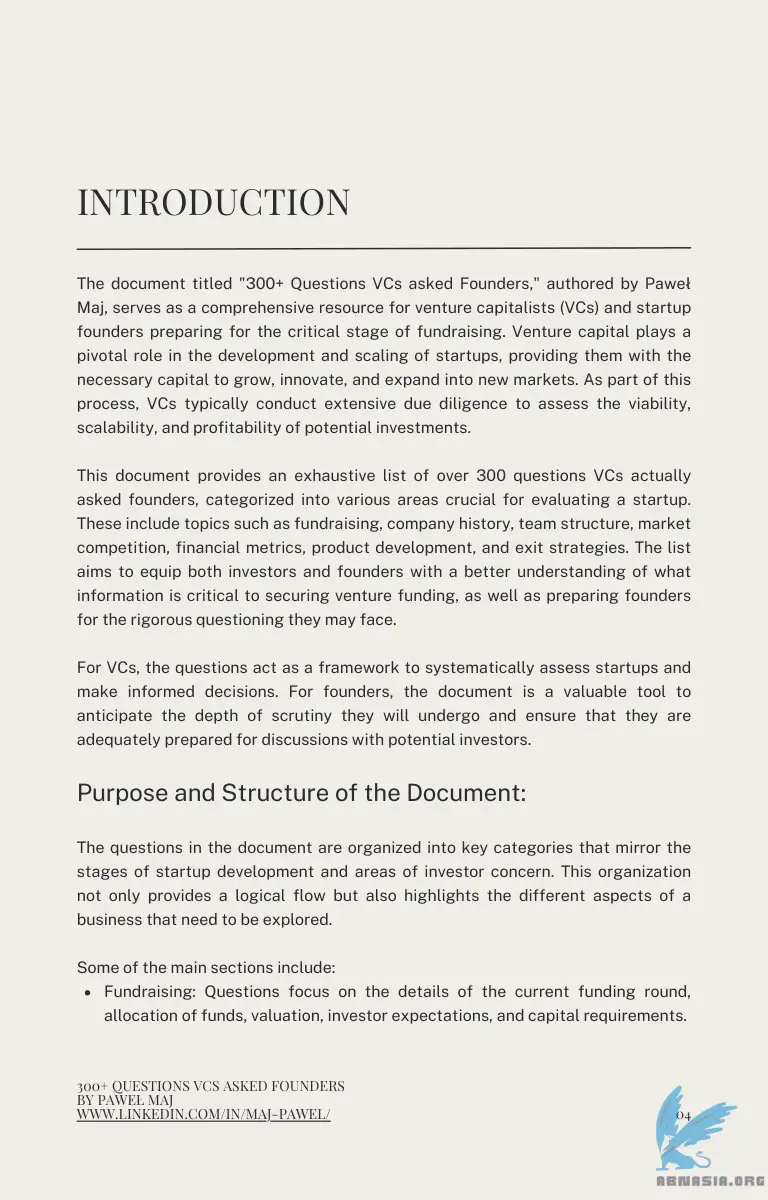 INTRODUCTION
The document titled "300+ Questions VCs asked Founders," authored by Paweł
Maj, serves as a comprehensive resource for venture capitalists (VCs) and startup
founders preparing for the critical stage of fundraising. Venture capital plays a
pivotal role in the development and scaling of startups, providing them with the
necessary capital to grow, innovate, and expand into new markets. As part of this
process, VCs typically conduct extensive due diligence to assess the viability,
scalability, and profitability of potential investments.
This document provides an exhaustive list of over 300 questions VCs actually
asked founders, categorized into various areas crucial for evaluating a startup.
These include topics such as fundraising, company history, team structure, market
competition, financial metrics, product development, and exit strategies. The list
aims to equip both investors and founders with a better understanding of what
information is critical to securing venture funding, as well as preparing founders
for the rigorous questioning they may face.
For VCs, the questions act as a framework to systematically assess startups and
make informed decisions. For founders, the document is a valuable tool to
anticipate the depth of scrutiny they will undergo and ensure that they are
adequately prepared for discussions with potential investors.
Purpose and Structure of the Document:
The questions in the document are organized into key categories that mirror the
stages of startup development and areas of investor concern. This organization
not only provides a logical flow but also highlights the different aspects of a
business that need to be explored.
Some of the main sections include:
• Fundraising: Questions focus on the details of the current funding round,
allocation of funds, valuation, investor expectations, and capital requirements.
300+ QUESTIONS VCS ASKED FOUNDERS
BY PAWEŁ MAJ
WWW.LINKEDIN.COM/IN/MAJ-PAWEL/
04
ABNASIA.ORG